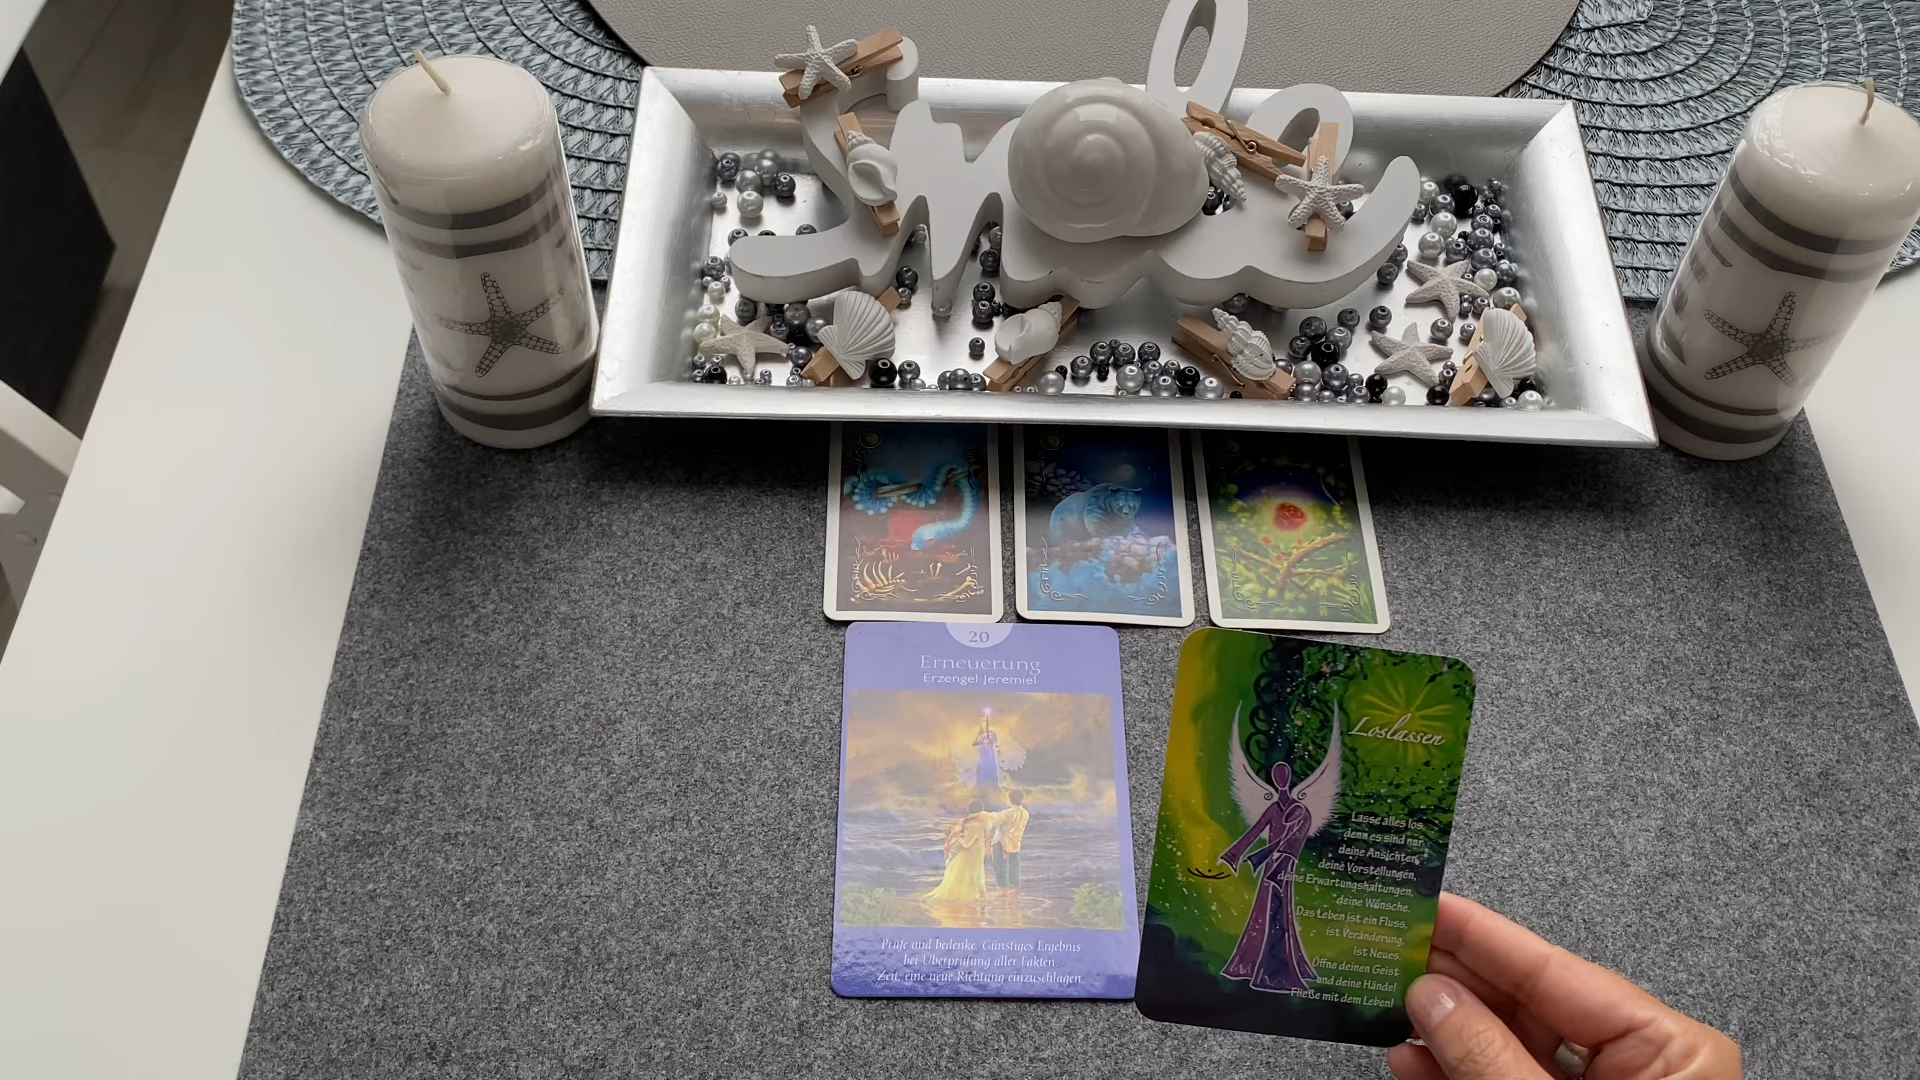 Smile
20
Erneuerung
Erzengel Jeremiel
Prüfe und bedenke. Günstiges Ergebnis
bei Überprüfung aller Fakten.
Zeit, eine neue Richtung einzuschlagen.
Loslassen
Lasse alles los,
denn es sind nur
deine Ansichten,
deine Vorstellungen,
deine Erwartungshaltungen,
deine Wünsche.
Das Leben ist ein Fluss,
ist Veränderung,
ist Neues.
Öffne deinen Geist
und deine Hände!
Fließe mit dem Leben!